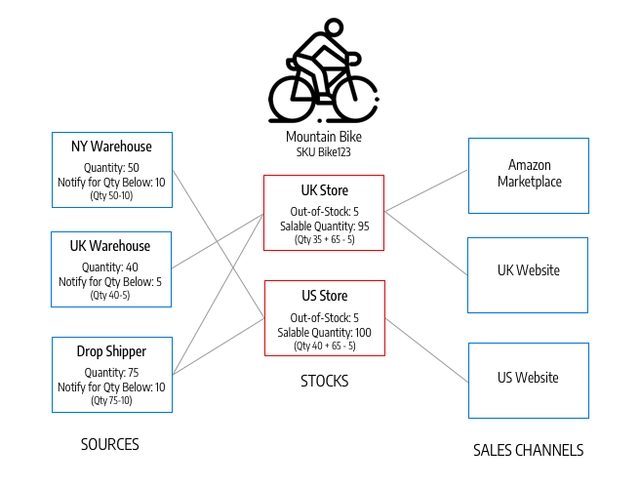 Mountain Bike
SKU Bike123
NY Warehouse
Quantity: 50
Notify for Qty Below: 10
(Qty 50-10)
UK Warehouse
Quantity: 40
Notify for Qty Below: 5
(Qty 40-5)
Drop Shipper
Quantity: 75
Notify for Qty Below: 10
(Qty 75-10)
SOURCES
UK Store
Out-of-Stock: 5
Salable Quantity: 95
(Qty 35 + 65 - 5)
US Store
Out-of-Stock: 5
Salable Quantity: 100
(Qty 40 + 65 - 5)
STOCKS
Amazon
Marketplace
UK Website
US Website
SALES CHANNELS